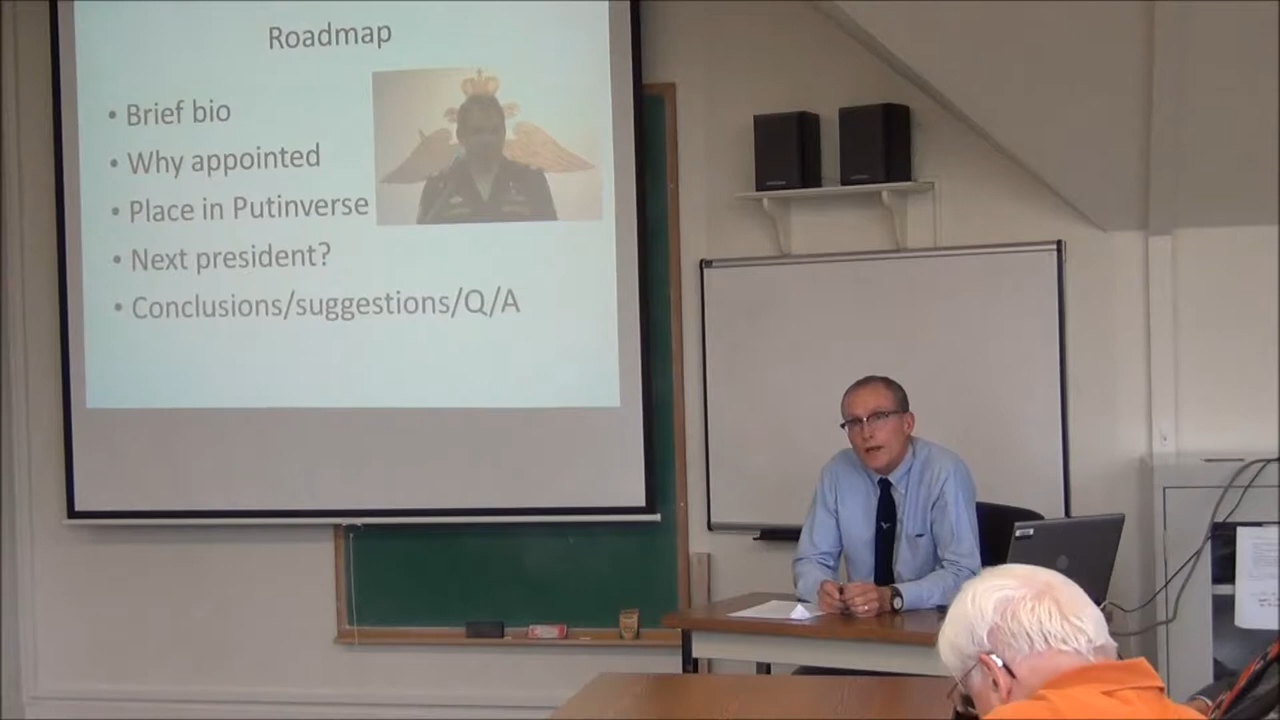 Roadmap
• Brief bio
• Why appointed
• Place in Putinverse
• Next president?
• Conclusions/suggestions/Q/A